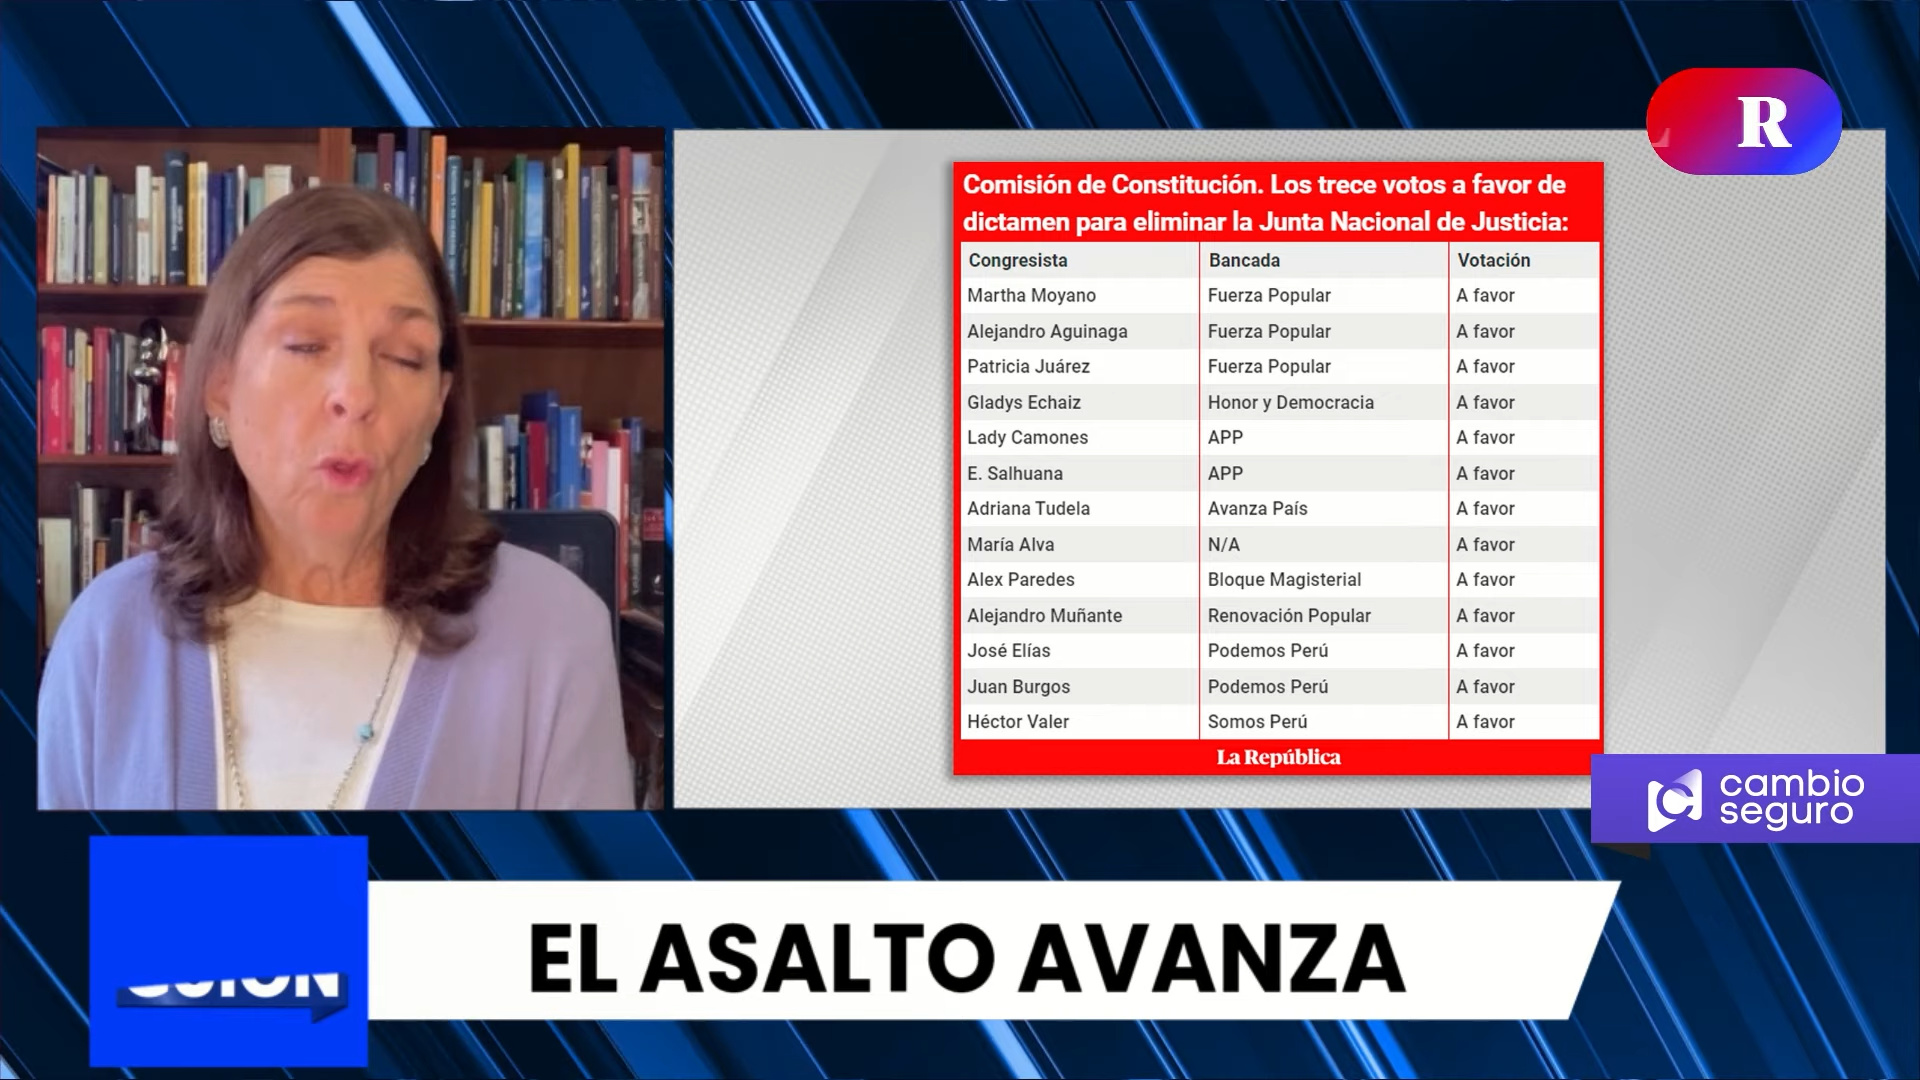 R
Comisión de Constitución. Los trece votos a favor de
dictamen para eliminar la Junta Nacional de Justicia:
Congresista Bancada Votación
Martha Moyano Fuerza Popular A favor
Alejandro Aguinaga Fuerza Popular A favor
Patricia Juárez Fuerza Popular A favor
Gladys Echaiz Honor y Democracia A favor
Lady Camones APP A favor
E. Salhuana APP A favor
Adriana Tudela Avanza País A favor
María Alva N/A A favor
Alex Paredes Bloque Magisterial A favor
Alejandro Muñante Renovación Popular A favor
José Elías Podemos Perú A favor
Juan Burgos Podemos Perú A favor
Héctor Valer Somos Perú A favor
La República
cambio
seguro
EL ASALTO AVANZA